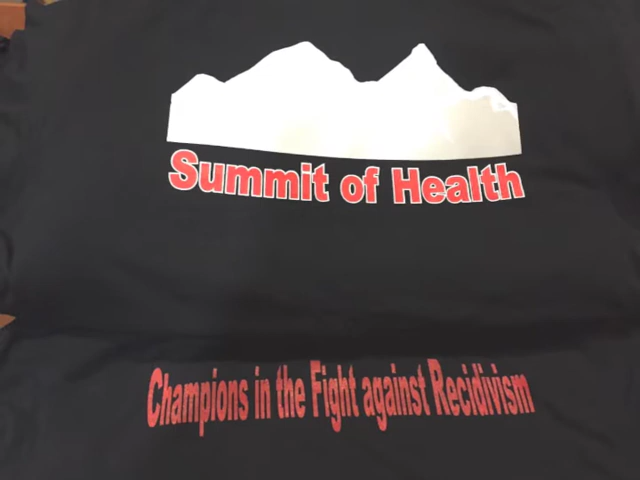 Summit of Health
Champions in the Fight against Recidivism